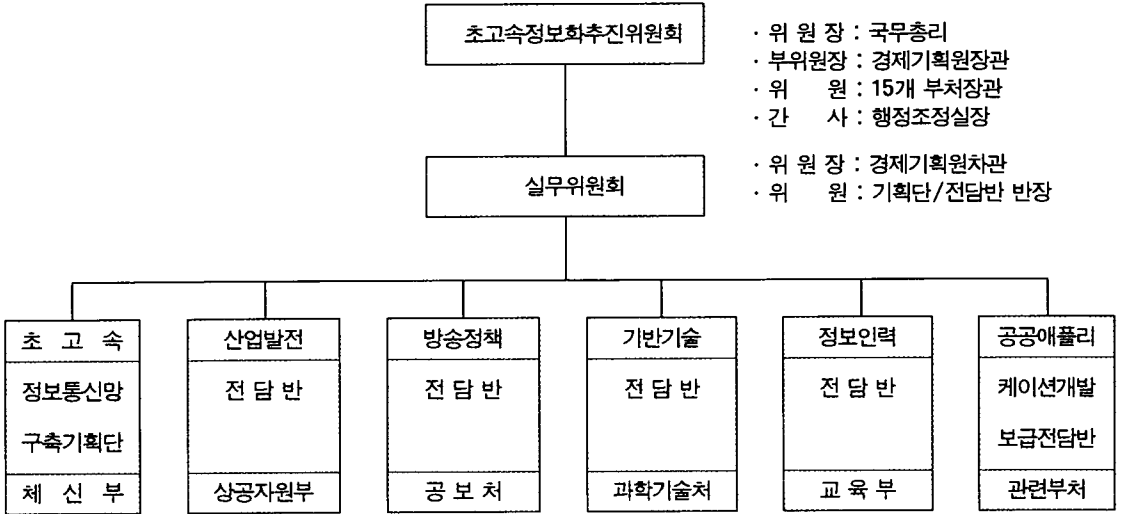 초고속정보화추진위원회
· 위 원 장 : 국무총리
· 부위원장 : 경제기획원장관
· 위 원 : 15개 부처장관
· 간 사 : 행정조정실장
실무위원회
· 위 원 장 : 경제기획원차관
· 위 원 : 기획단/전담반 반장
초 고 속
정보통신망
구축기획단
체 신 부
산업발전
전 담 반
상공자원부
방송정책
전 담 반
공 보 처
기반기술
전 담 반
과학기술처
정보인력
전 담 반
교 육 부
공공애플리
케이션개발
보급전담반
관련부처